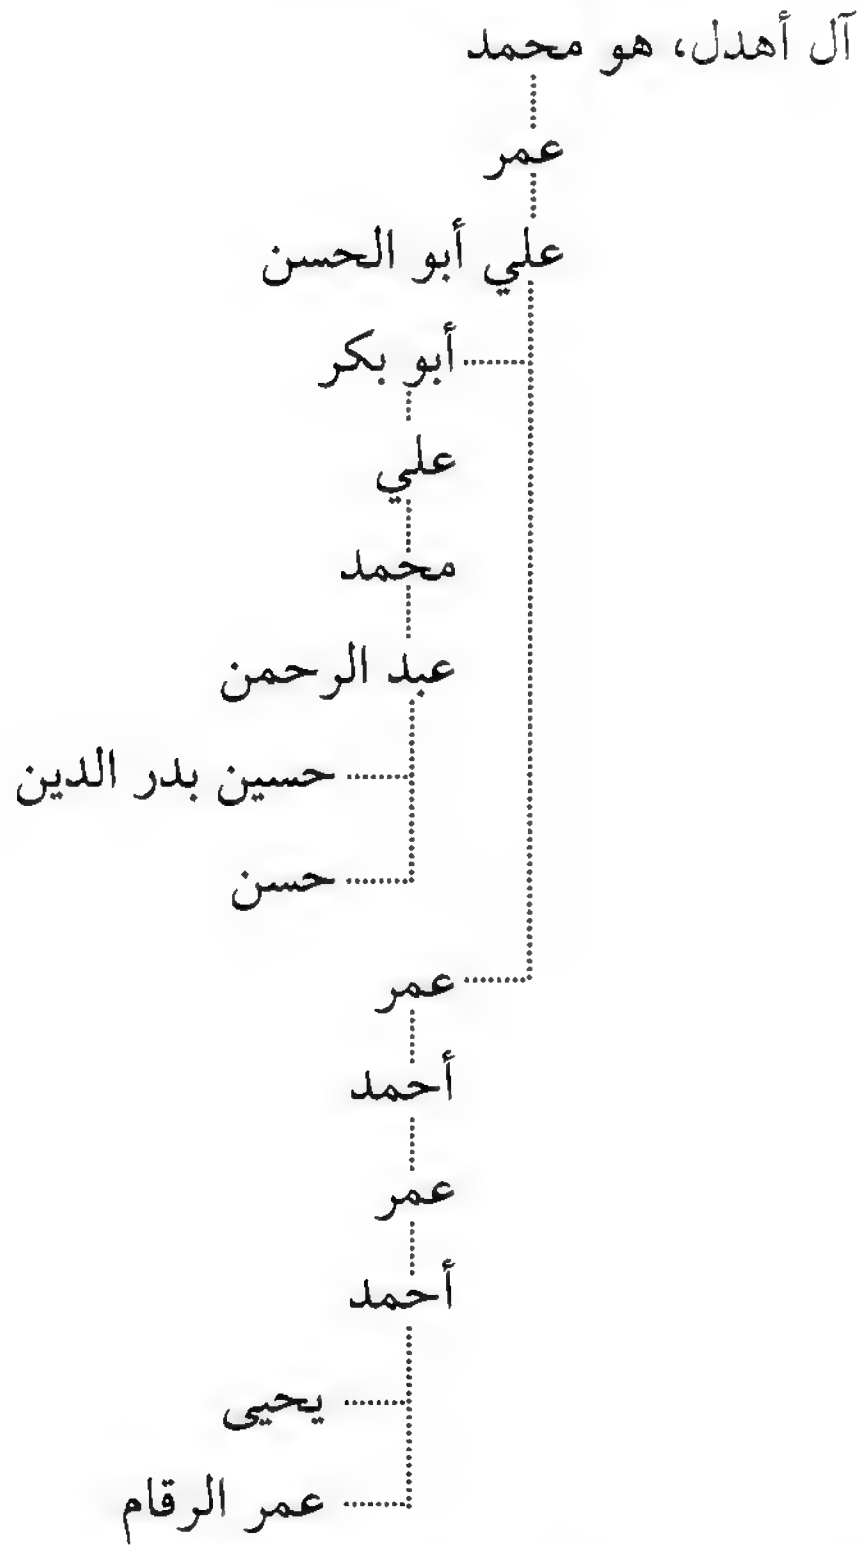 آل أهدل، هو محمد
عمر
علي أبو الحسن
أبو بكر
علي
محمد
عبد الرحمن
حسين بدر الدين
حسن
عمر
أحمد
عمر
أحمد
يحيى
عمر الرقام